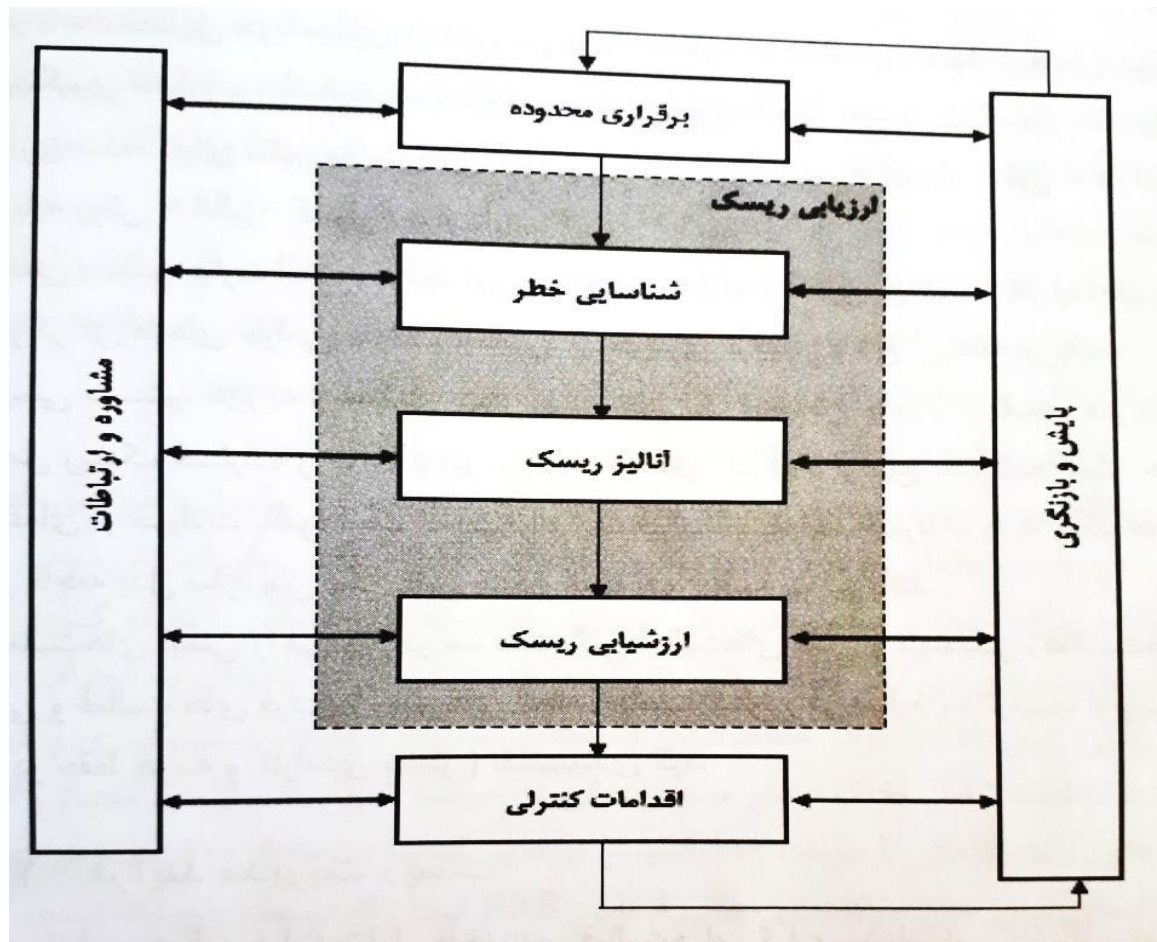 برقراری محدوده
ارزیابی ریسک
شناسایی خطر
آنالیز ریسک
ارزشیابی ریسک
اقدامات کنترلی
پایش و بازنگری
مشاوره و ارتباطات